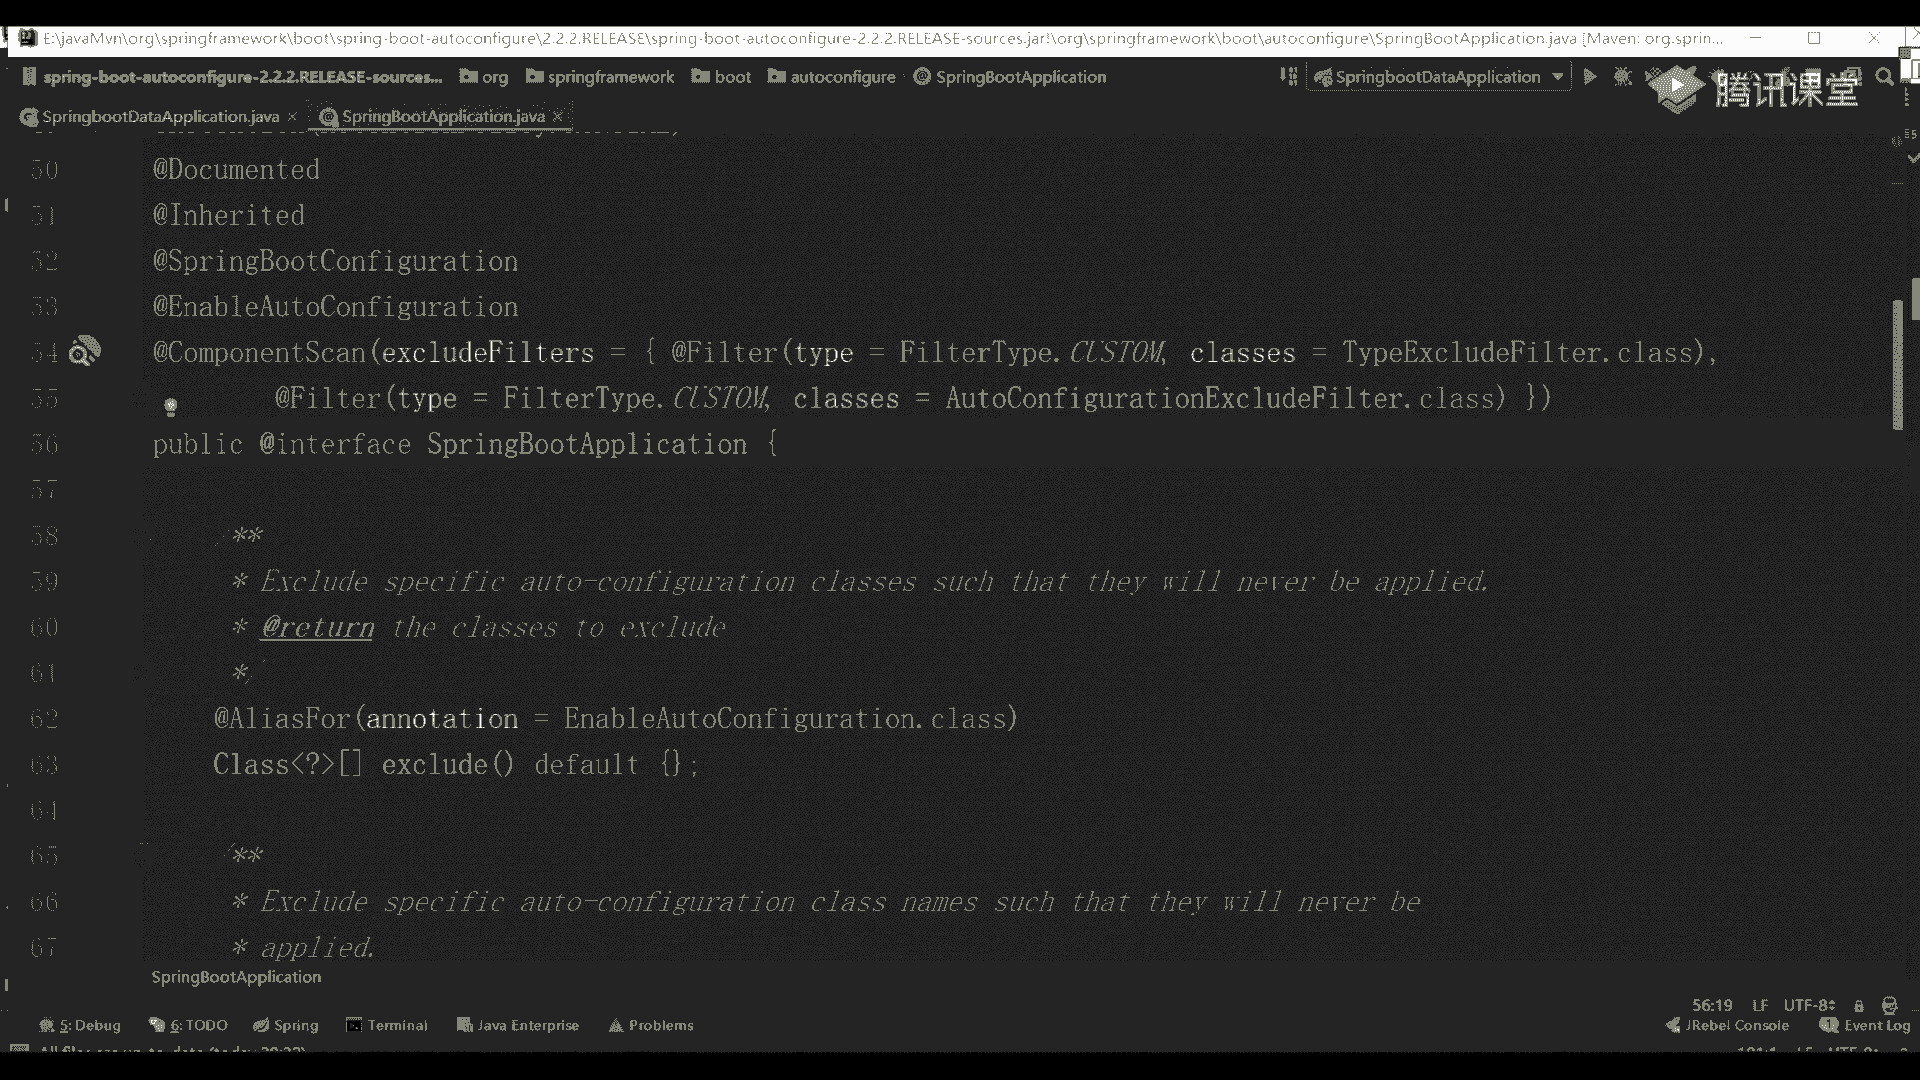 E:\javaMvn\org\springframework\boot\spring-boot-autoconfigure\2.2.2.RELEASE\spring-boot-autoconfigure-2.2.2.RELEASE-sources.jar!\org\springframework\boot\autoconfigure\SpringBootApplication.java [Maven: org.sprin...
spring-boot-autoconfigure-2.2.2.RELEASE-sources... org springframework boot autoconfigure SpringBootApplication SpringbootDataApplication
腾讯课堂
SpringbootDataApplication.java SpringBootApplication.java
50 @Documented
51 @Inherited
52 @SpringBootConfiguration
53 @EnableAutoConfiguration
54 @ComponentScan(excludeFilters = { @Filter(type = FilterType.CUSTOM, classes = TypeExcludeFilter.class),
55 @Filter(type = FilterType.CUSTOM, classes = AutoConfigurationExcludeFilter.class) })
56 public @interface SpringBootApplication {
57
58 /**
59 * Exclude specific auto-configuration classes such that they will never be applied.
60 * @return the classes to exclude
61 */
62 @AliasFor(annotation = EnableAutoConfiguration.class)
63 Class<?>[] exclude() default {};
64
65 /**
66 * Exclude specific auto-configuration class names such that they will never be
67 * applied.
SpringBootApplication
56:19 LF UTF-8
5: Debug 6: TODO Spring Terminal Java Enterprise Problems JRebel Console Event Log